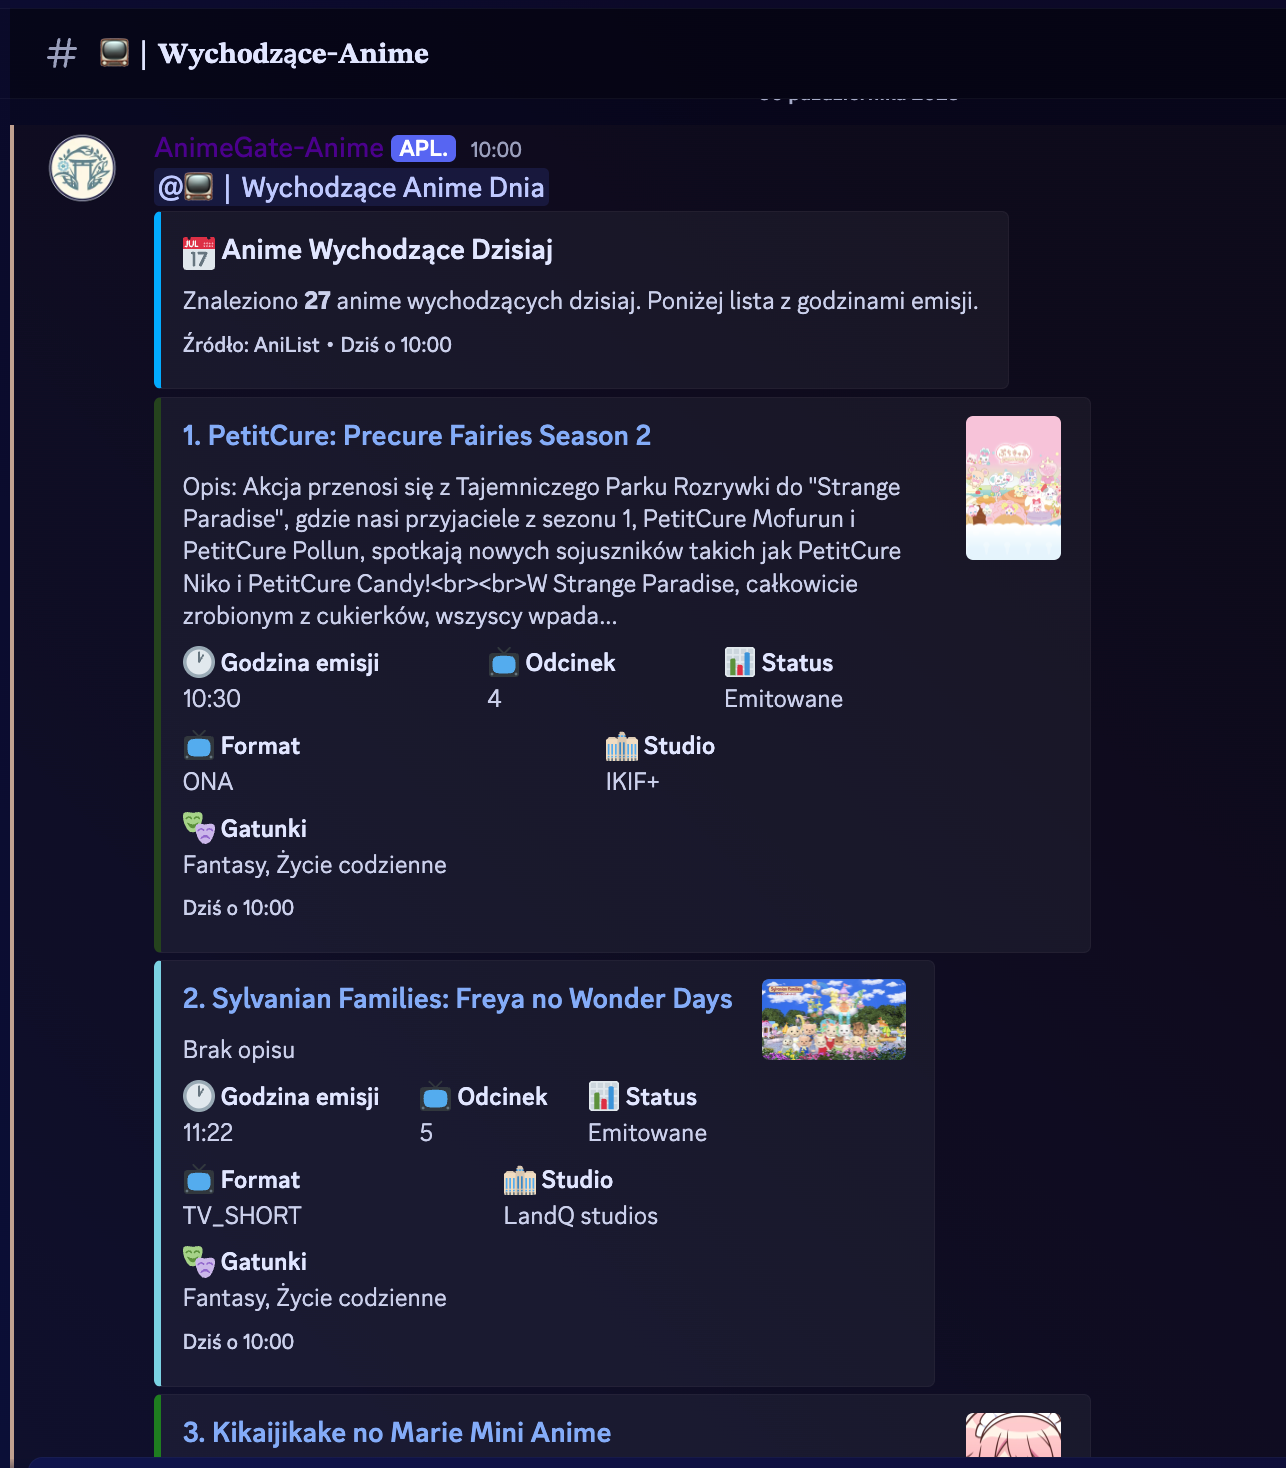 # 📺 | Wychodzące-Anime
AnimeGate-Anime APL. 10:00
@📺 | Wychodzące Anime Dnia
JUL 17 Anime Wychodzące Dzisiaj
Znaleziono 27 anime wychodzących dzisiaj. Poniżej lista z godzinami emisji.
Źródło: AniList • Dziś o 10:00
1. PetitCure: Precure Fairies Season 2
Opis: Akcja przenosi się z Tajemniczego Parku Rozrywki do "Strange
Paradise", gdzie nasi przyjaciele z sezonu 1, PetitCure Mofurun i
PetitCure Pollun, spotkają nowych sojuszników takich jak PetitCure
Niko i PetitCure Candy!<br><br>W Strange Paradise, całkowicie
zrobionym z cukierków, wszyscy wpada...
Godzina emisji Odcinek Status
10:30 4 Emitowane
Format Studio
ONA IKIF+
Gatunki
Fantasy, Życie codzienne
Dziś o 10:00
2. Sylvanian Families: Freya no Wonder Days
Brak opisu
Godzina emisji Odcinek Status
11:22 5 Emitowane
Format Studio
TV_SHORT LandQ studios
Gatunki
Fantasy, Życie codzienne
Dziś o 10:00
3. Kikaijikake no Marie Mini Anime